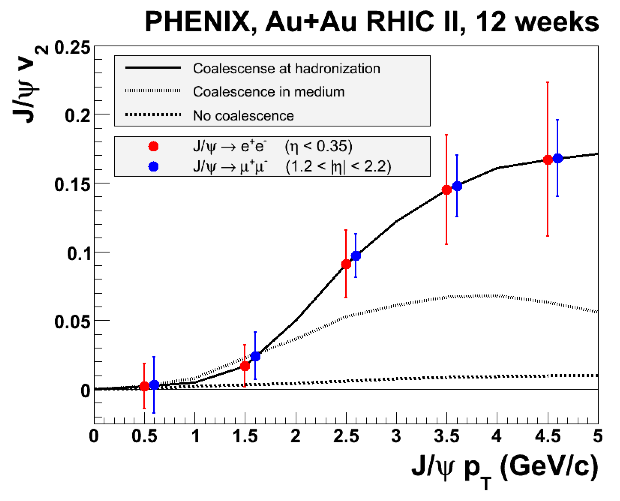 PHENIX, Au+Au RHIC II, 12 weeks
J/ψ v₂
0.25
0.2
0.15
0.1
0.05
0
Coalescense at hadronization
Coalescence in medium
No coalescence
J/ψ → e⁺e⁻ (η < 0.35)
J/ψ → μ⁺μ⁻ (1.2 < |η| < 2.2)
0 0.5 1 1.5 2 2.5 3 3.5 4 4.5 5
J/ψ p_T (GeV/c)